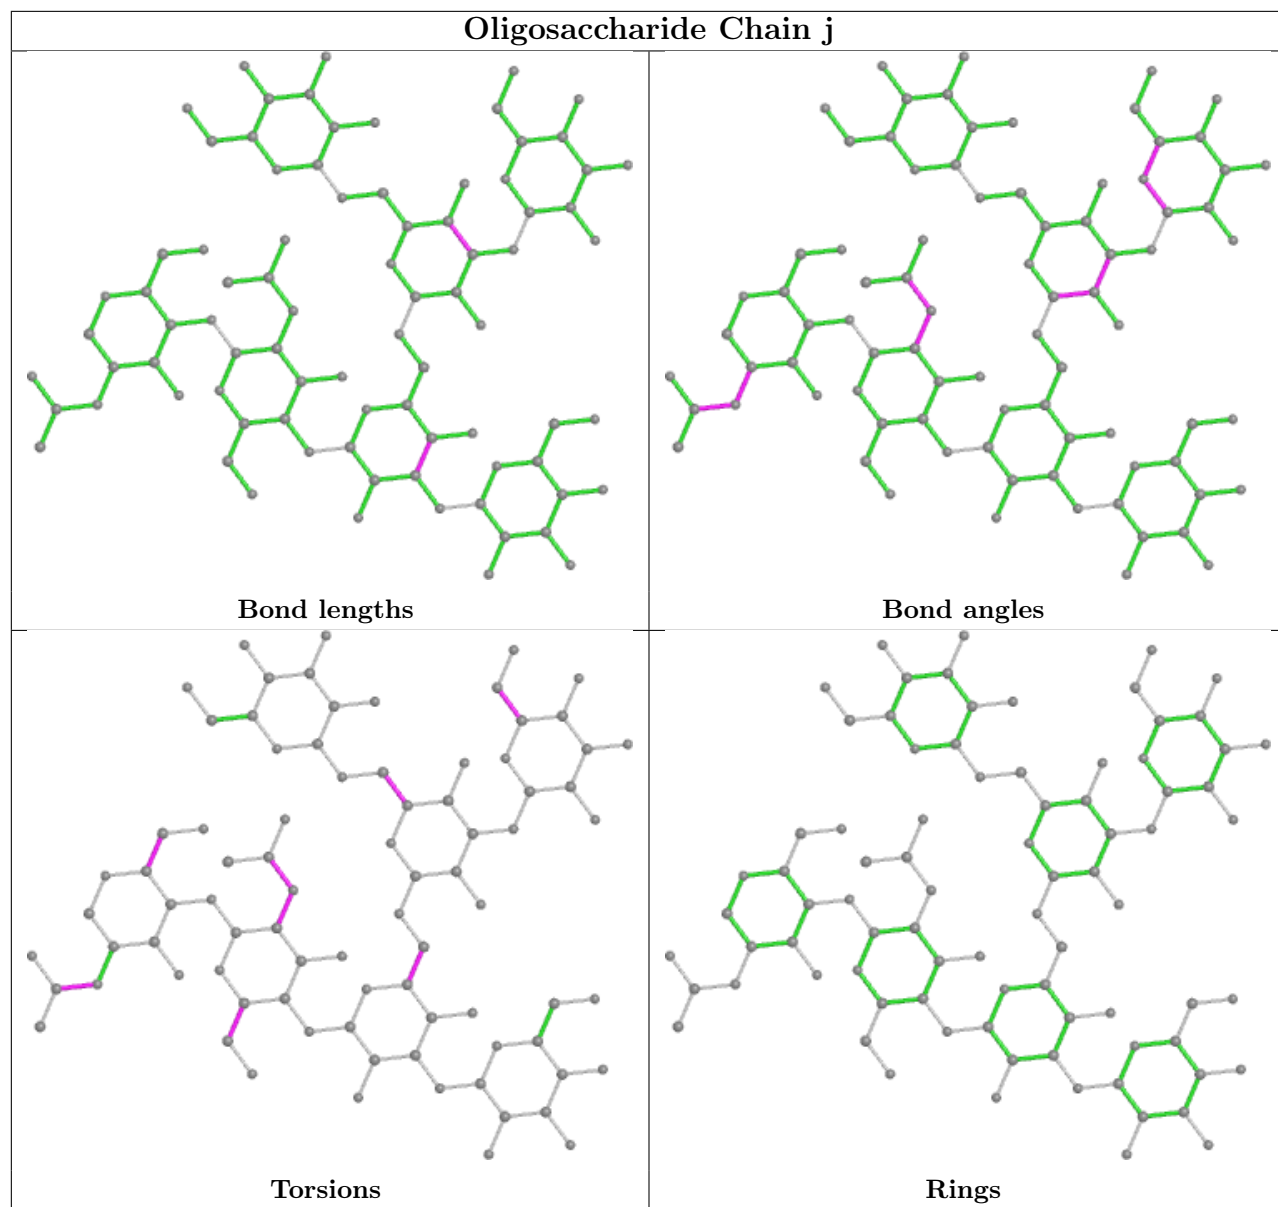 Oligosaccharide Chain j
Bond lengths
Bond angles
Torsions
Rings